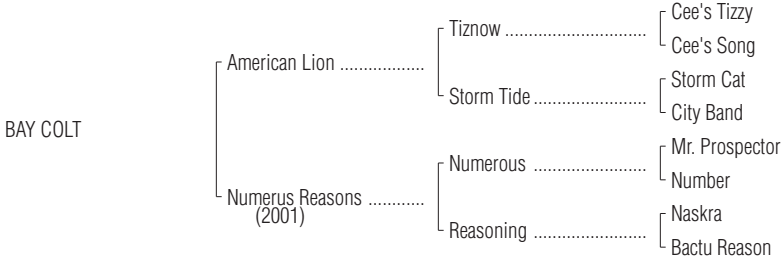 Cee's Tizzy
Tiznow ..............................
Cee's Song
American Lion ..................
Storm Cat
Storm Tide........................
City Band
BAY COLT
Mr. Prospector
Numerous ........................
Number
Numerus Reasons ............
(2001)
Naskra
Reasoning ........................
Bactu Reason